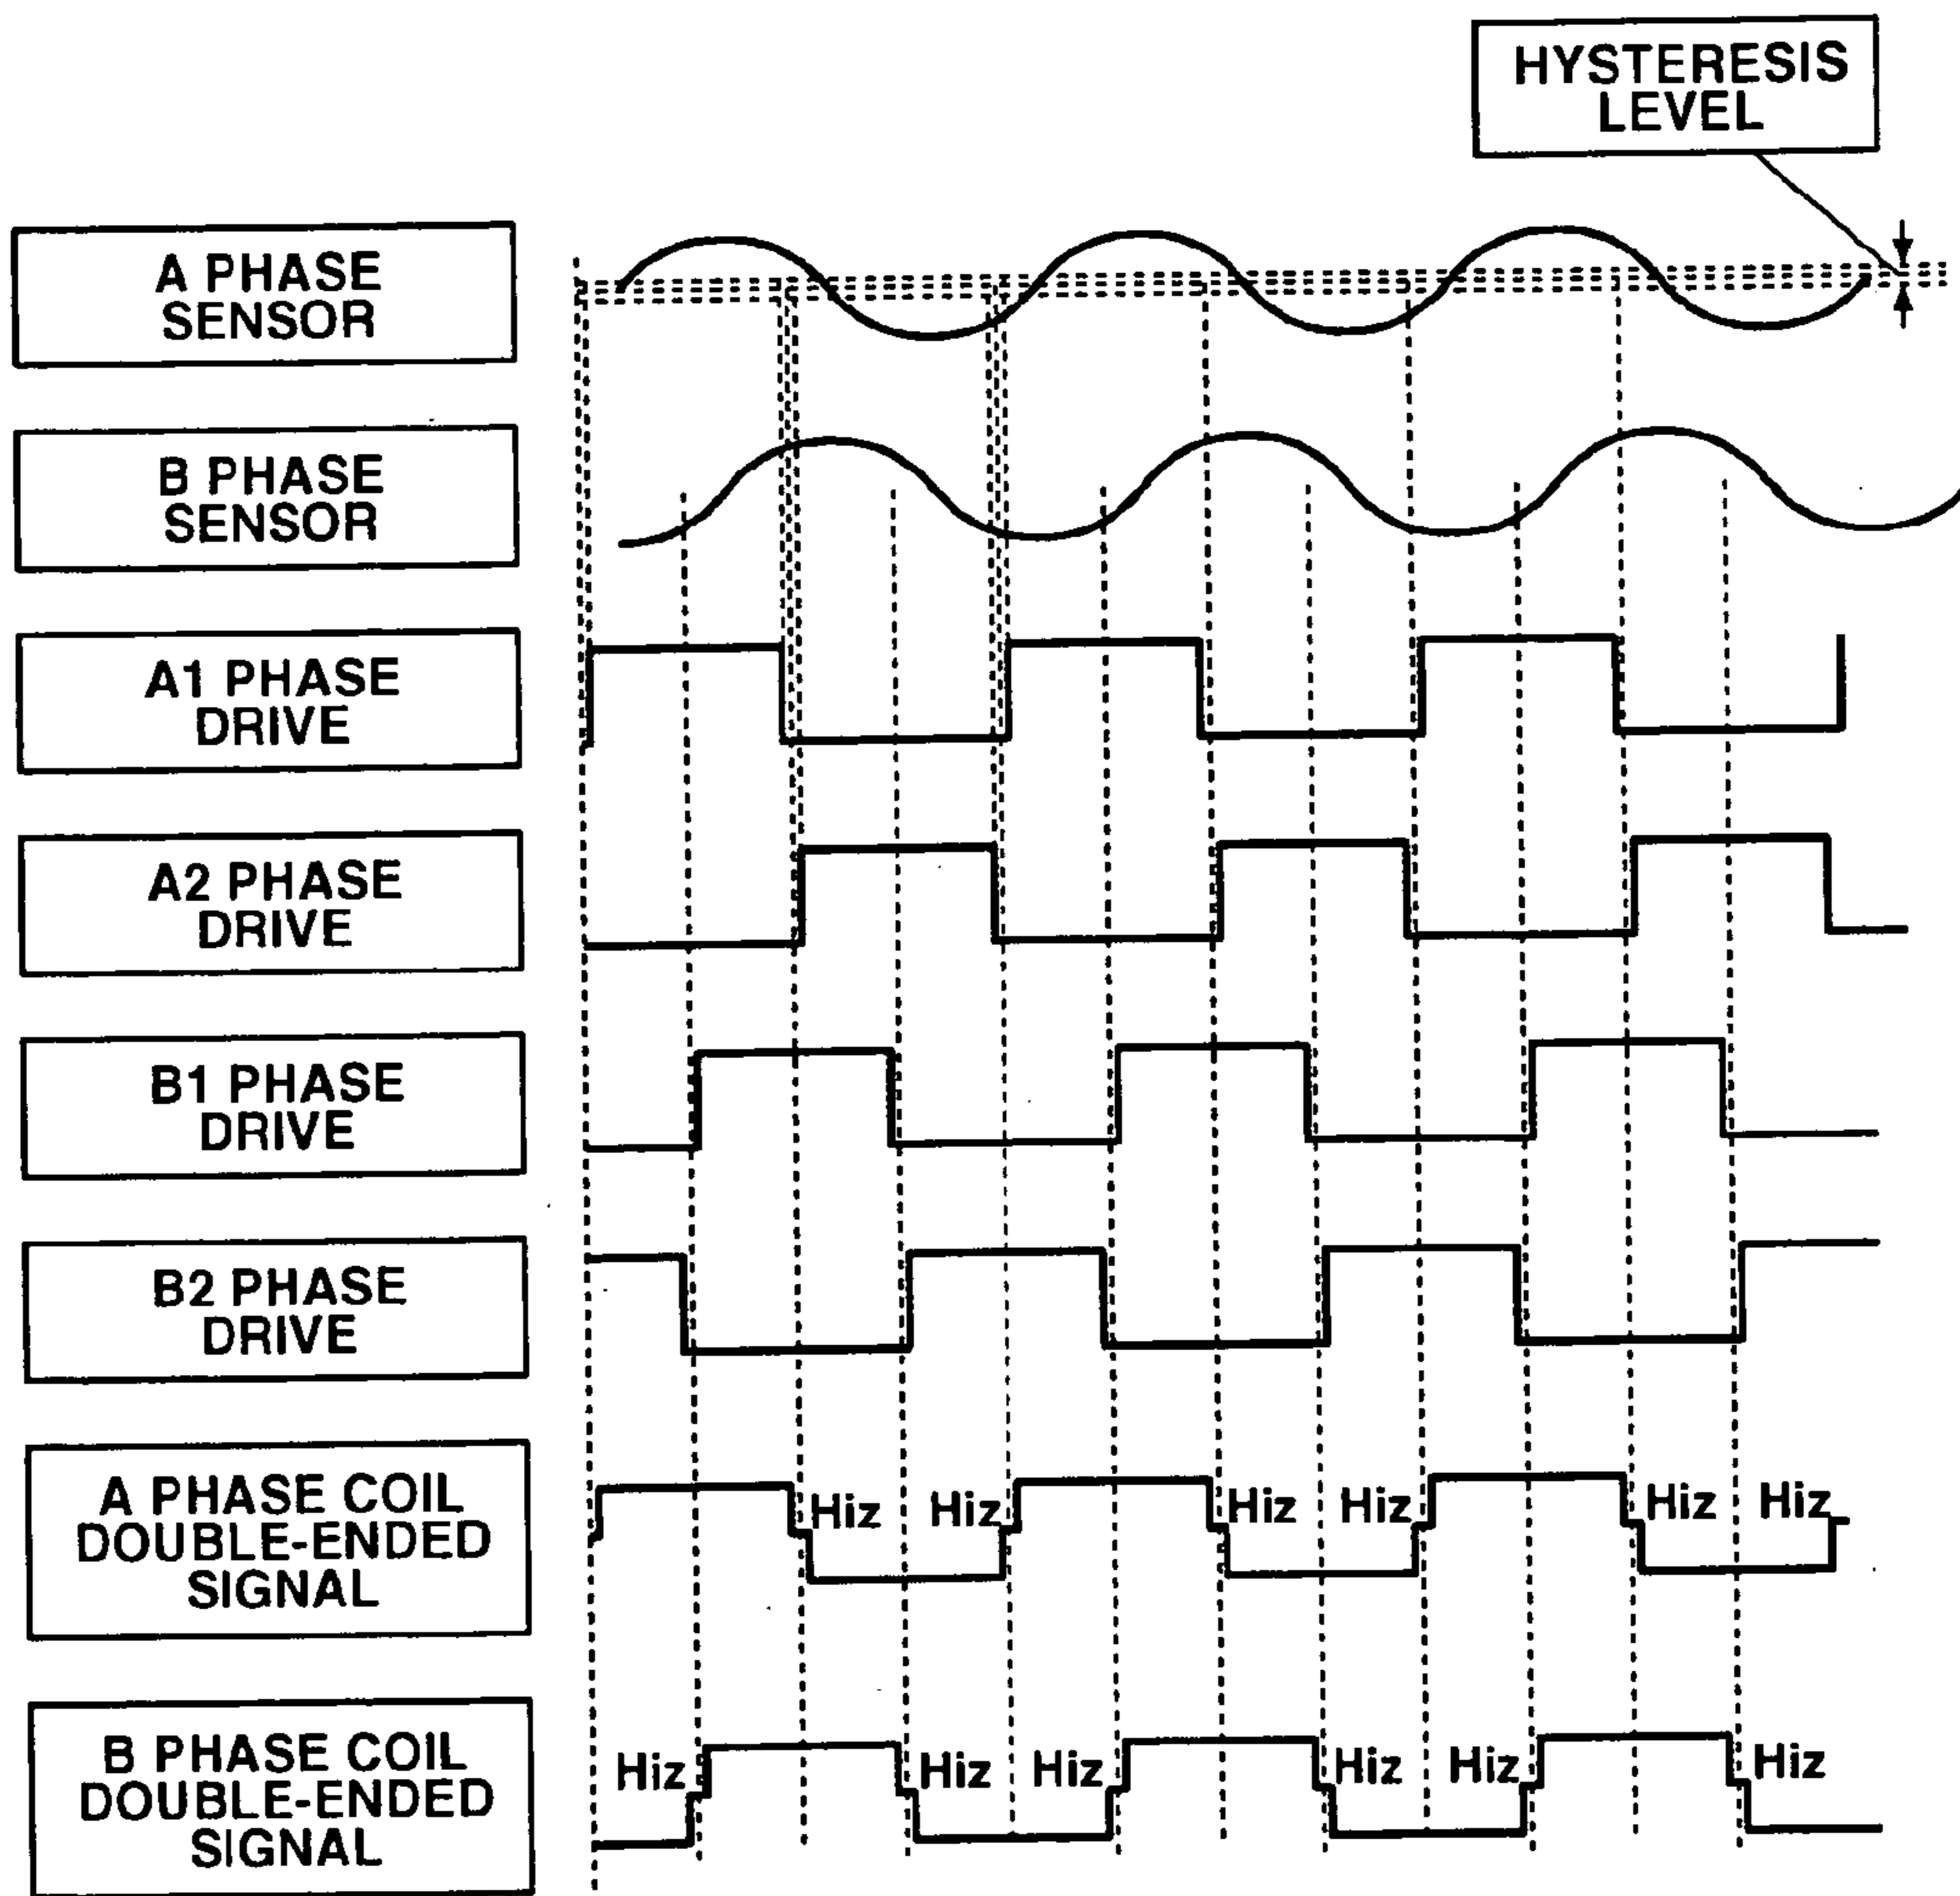 HYSTERESIS
LEVEL
A PHASE
SENSOR
B PHASE
SENSOR
A1 PHASE
DRIVE
A2 PHASE
DRIVE
B1 PHASE
DRIVE
B2 PHASE
DRIVE
A PHASE COIL
DOUBLE-ENDED
SIGNAL
Hiz Hiz Hiz Hiz Hiz Hiz
B PHASE COIL
DOUBLE-ENDED
SIGNAL
Hiz Hiz Hiz Hiz Hiz Hiz